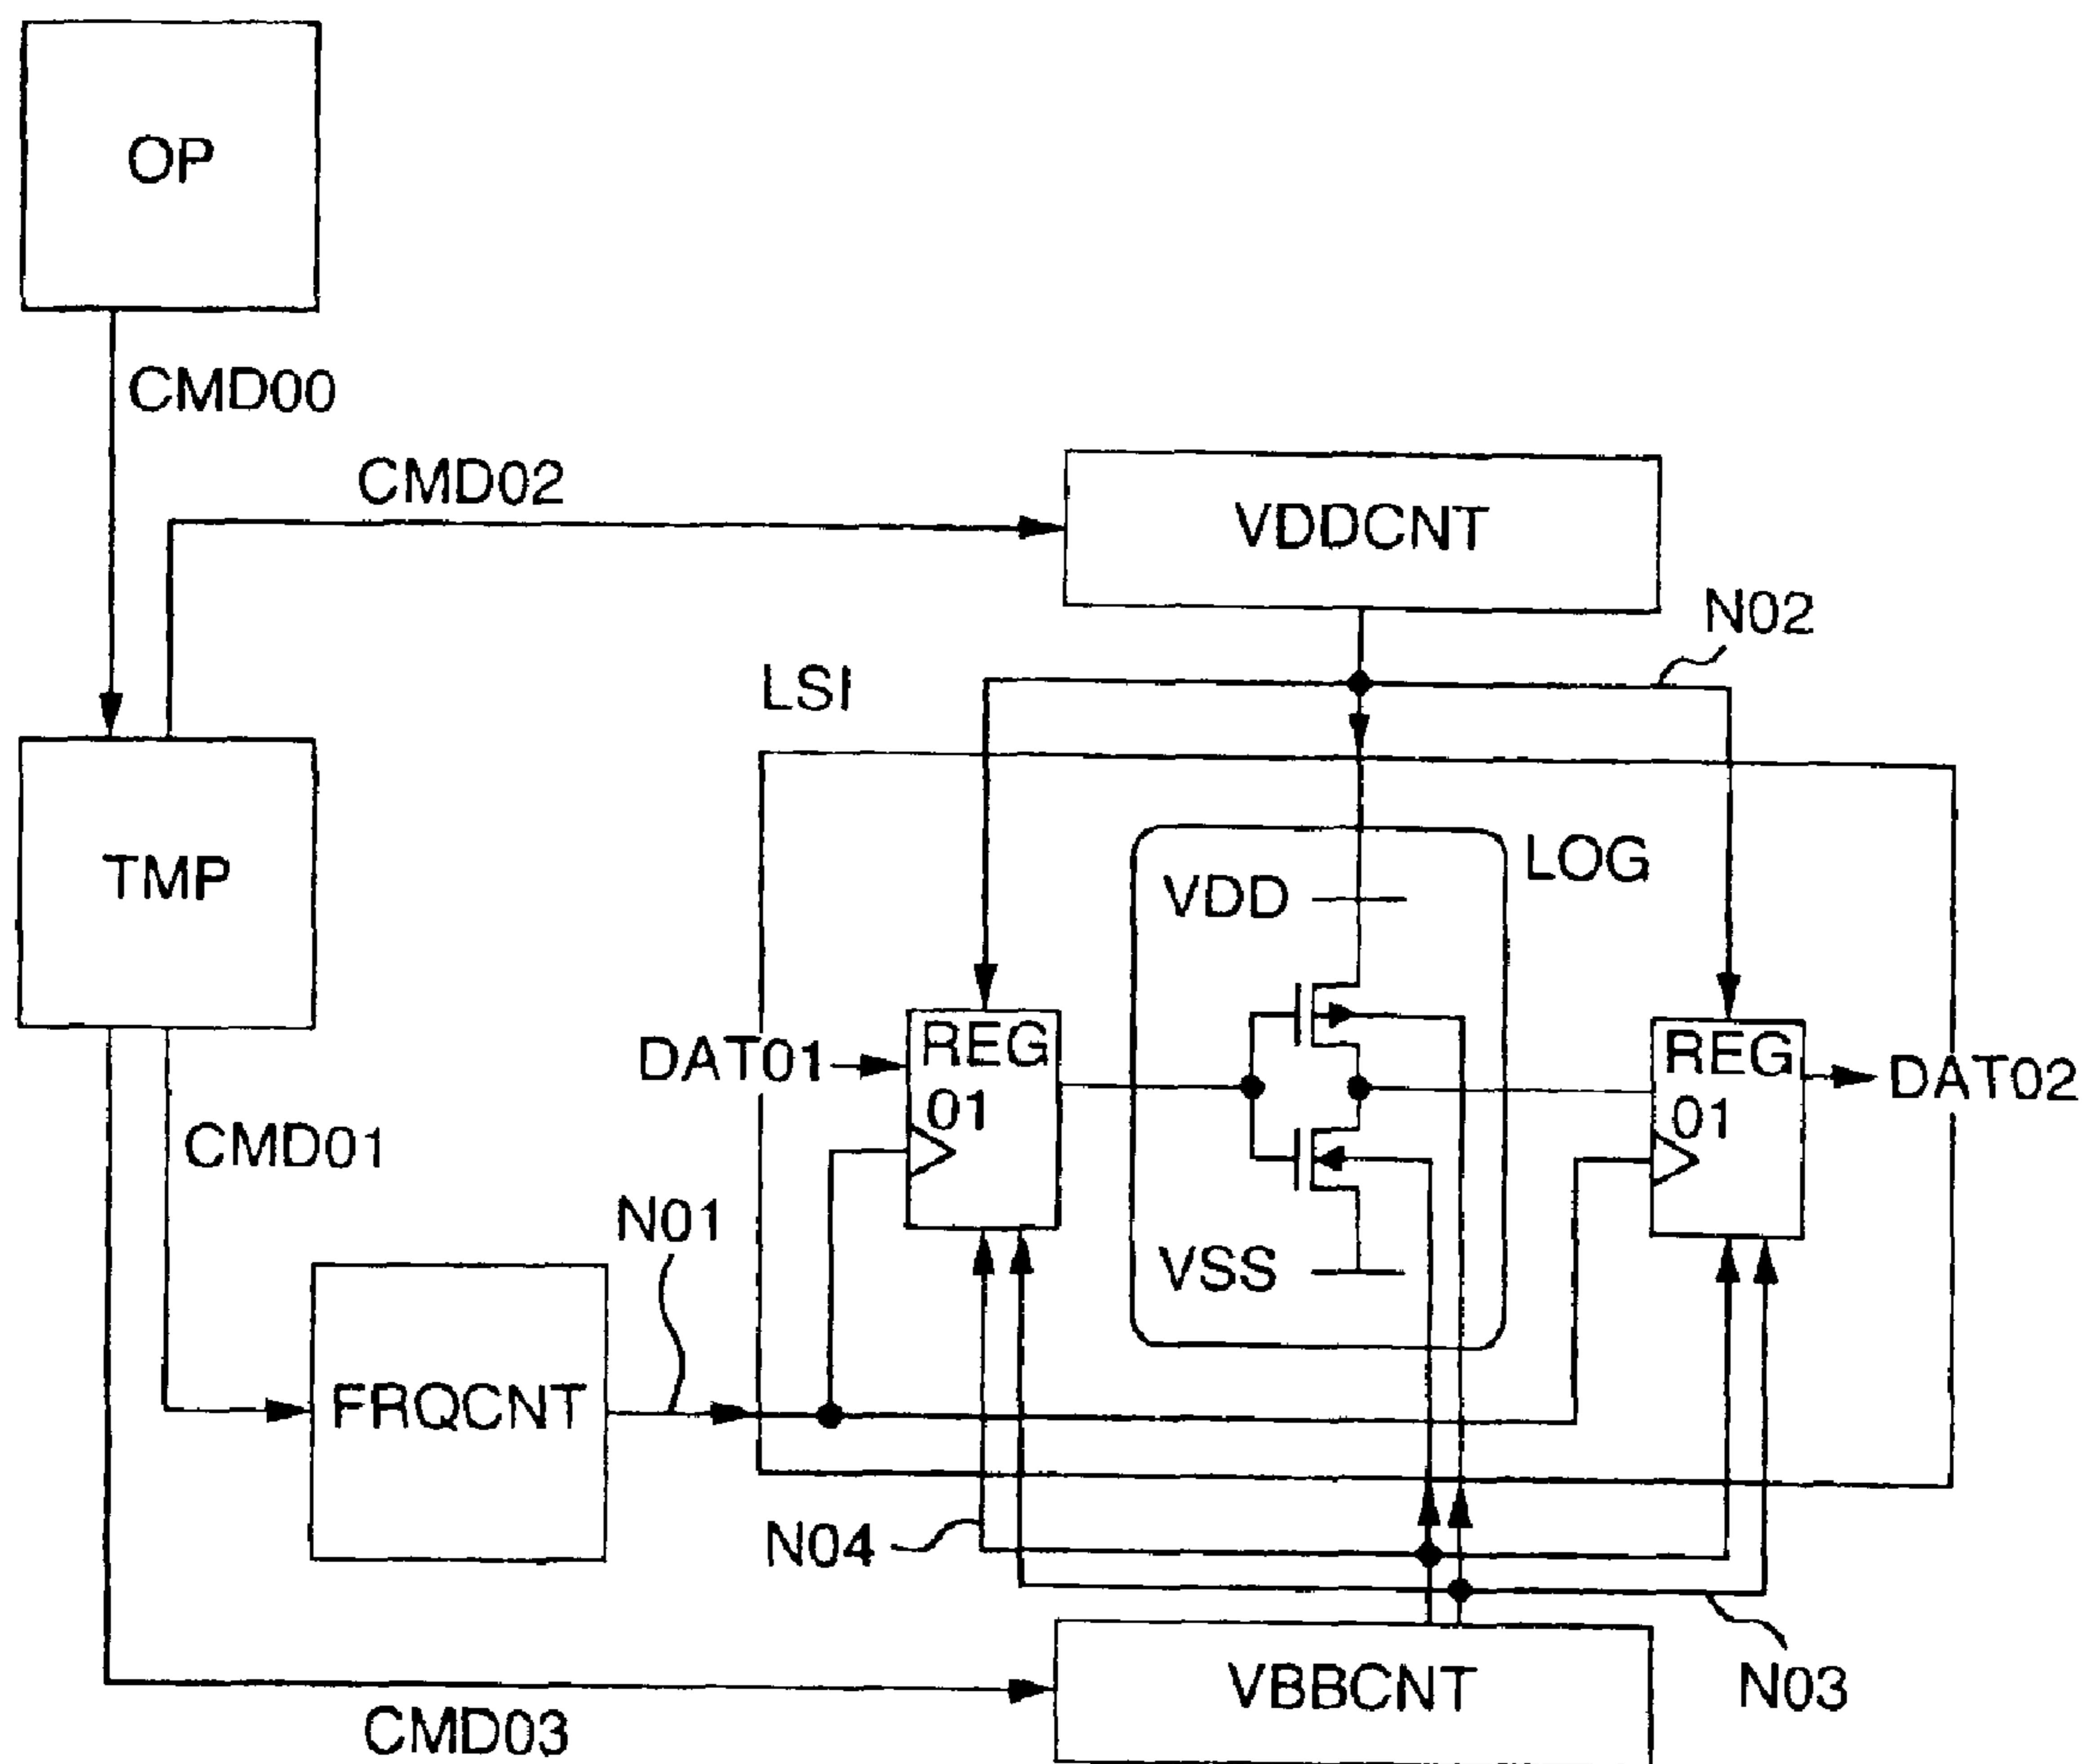 OP
CMD00
CMD02
VDDCNT
N02
LSI
TMP
LOG
VDD
DAT01
REG
01
REG
01
DAT02
CMD01
N01
VSS
FRQCNT
N04
VBBCNT
N03
CMD03